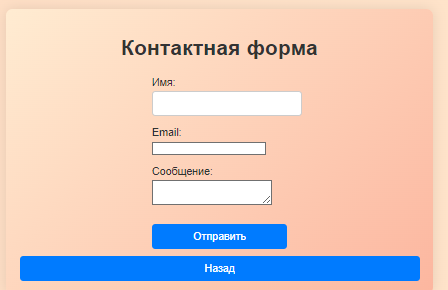 Контактная форма
Имя:
Email:
Сообщение:
Отправить
Назад